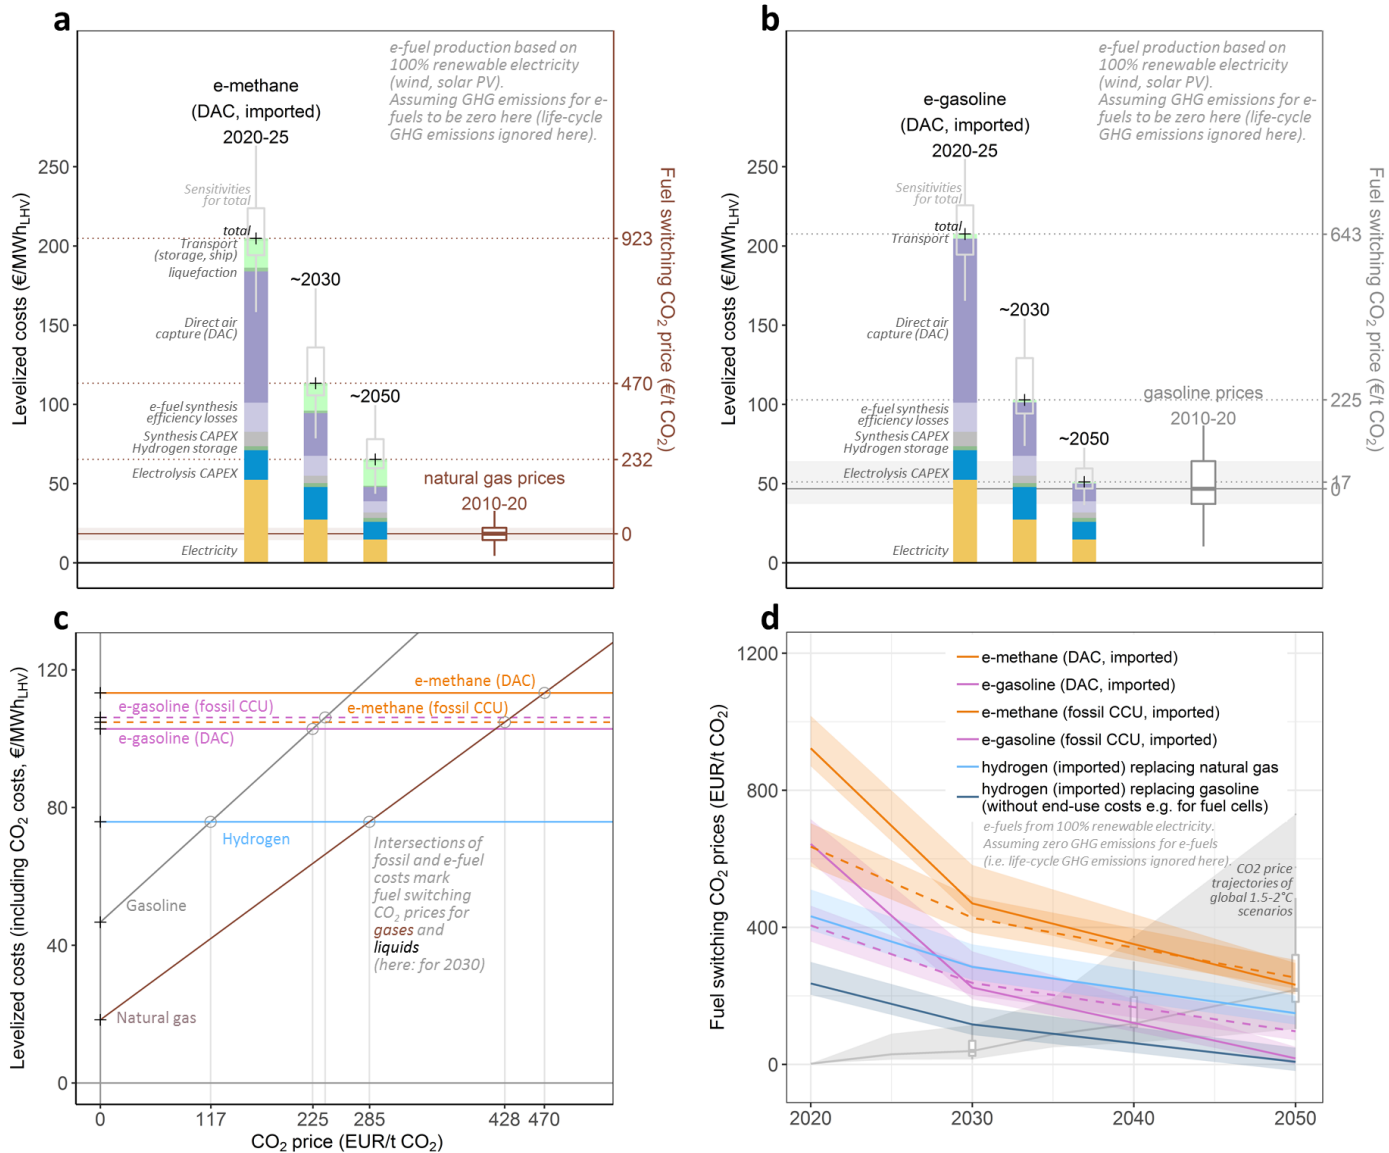 a
e-fuel production based on
100% renewable electricity
(wind, solar PV).
Assuming GHG emissions for e-
fuels to be zero here (life-cycle
GHG emissions ignored here).
e-methane
(DAC, imported)
2020-25
Levelized costs (€/MWhLHV)
250
200
150
100
50
0
Sensitivities
for total
total
Transport
(storage, ship)
liquefaction
Direct air
capture (DAC)
e-fuel synthesis
efficiency losses
Synthesis CAPEX
Hydrogen storage
Electrolysis CAPEX
Electricity
~2030
~2050
natural gas prices
2010-20
923
470
232
0
Fuel switching CO2 price (€/t CO2)
b
e-fuel production based on
100% renewable electricity
(wind, solar PV).
Assuming GHG emissions for e-
fuels to be zero here (life-cycle
GHG emissions ignored here).
e-gasoline
(DAC, imported)
2020-25
Levelized costs (€/MWhLHV)
250
200
150
100
50
0
Sensitivities
for total
total
Transport
Direct air
capture (DAC)
e-fuel synthesis
efficiency losses
Synthesis CAPEX
Hydrogen storage
Electrolysis CAPEX
Electricity
~2030
~2050
gasoline prices
2010-20
643
225
17
0
Fuel switching CO2 price (€/t CO2)
c
Levelized costs (including CO2 costs, €/MWhLHV)
120
80
40
0
e-methane (DAC)
e-gasoline (fossil CCU)
e-methane (fossil CCU)
e-gasoline (DAC)
Hydrogen
Gasoline
Natural gas
Intersections of
fossil and e-fuel
costs mark
fuel switching
CO2 prices for
gases and
liquids
(here: for 2030)
0
117
225
285
428
470
CO2 price (EUR/t CO2)
d
Fuel switching CO2 prices (EUR/t CO2)
1200
800
400
0
e-methane (DAC, imported)
e-gasoline (DAC, imported)
e-methane (fossil CCU, imported)
e-gasoline (fossil CCU, imported)
hydrogen (imported) replacing natural gas
hydrogen (imported) replacing gasoline
(without end-use costs e.g. for fuel cells)
e-fuels from 100% renewable electricity.
Assuming zero GHG emissions for e-fuels
(i.e. life-cycle GHG emissions ignored here).
CO2 price
trajectories of
global 1.5-2°C
scenarios
2020
2030
2040
2050